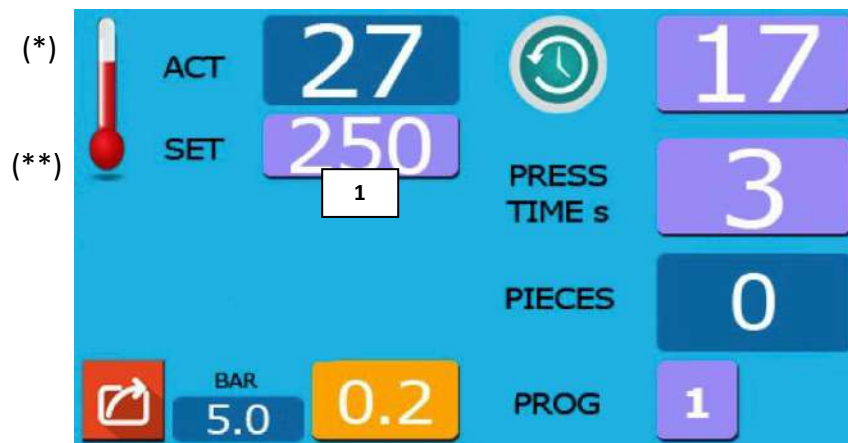 (*) ACT 27 17
(**) SET 250
1
PRESS
TIME s
3
PIECES 0
BAR
5.0 0.2 PROG 1